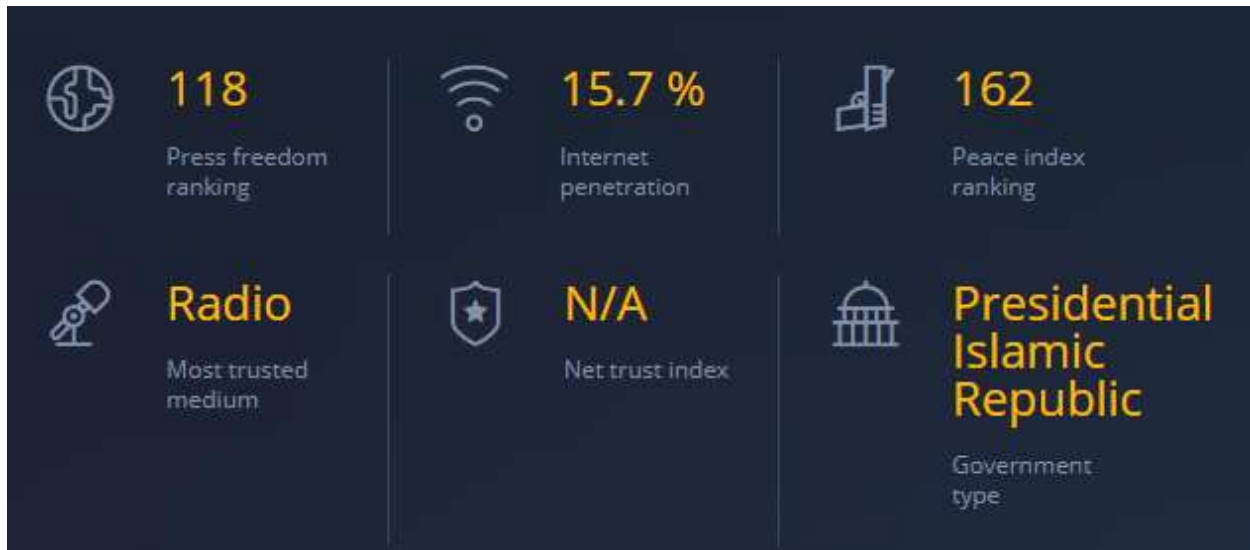 118
Press freedom
ranking
15.7 %
Internet
penetration
162
Peace index
ranking
Radio
Most trusted
medium
N/A
Net trust index
Presidential
Islamic
Republic
Government
type